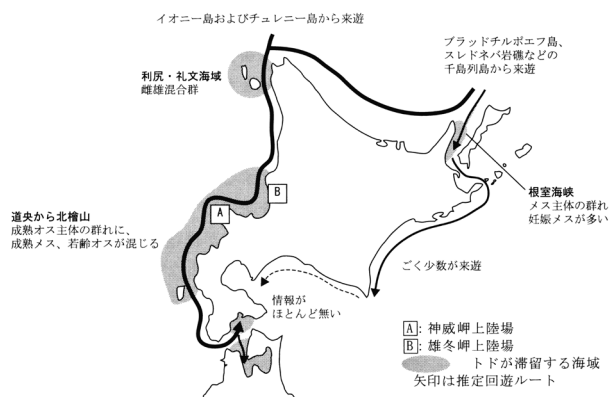 イオニー島およびチュレニー島から来遊
ブラッドチルポエフ島、
スレドネバ岩礁などの
千島列島から来遊
利尻・礼文海域
雌雄混合群
根室海峡
メス主体の群れ
妊娠メスが多い
B
A
道央から北檜山
成熟オス主体の群れに、
成熟メス、若齢オスが混じる
ごく少数が来遊
情報が
ほとんど無い
A: 神威岬上陸場
B: 雄冬岬上陸場
トドが滞留する海域
矢印は推定回遊ルート